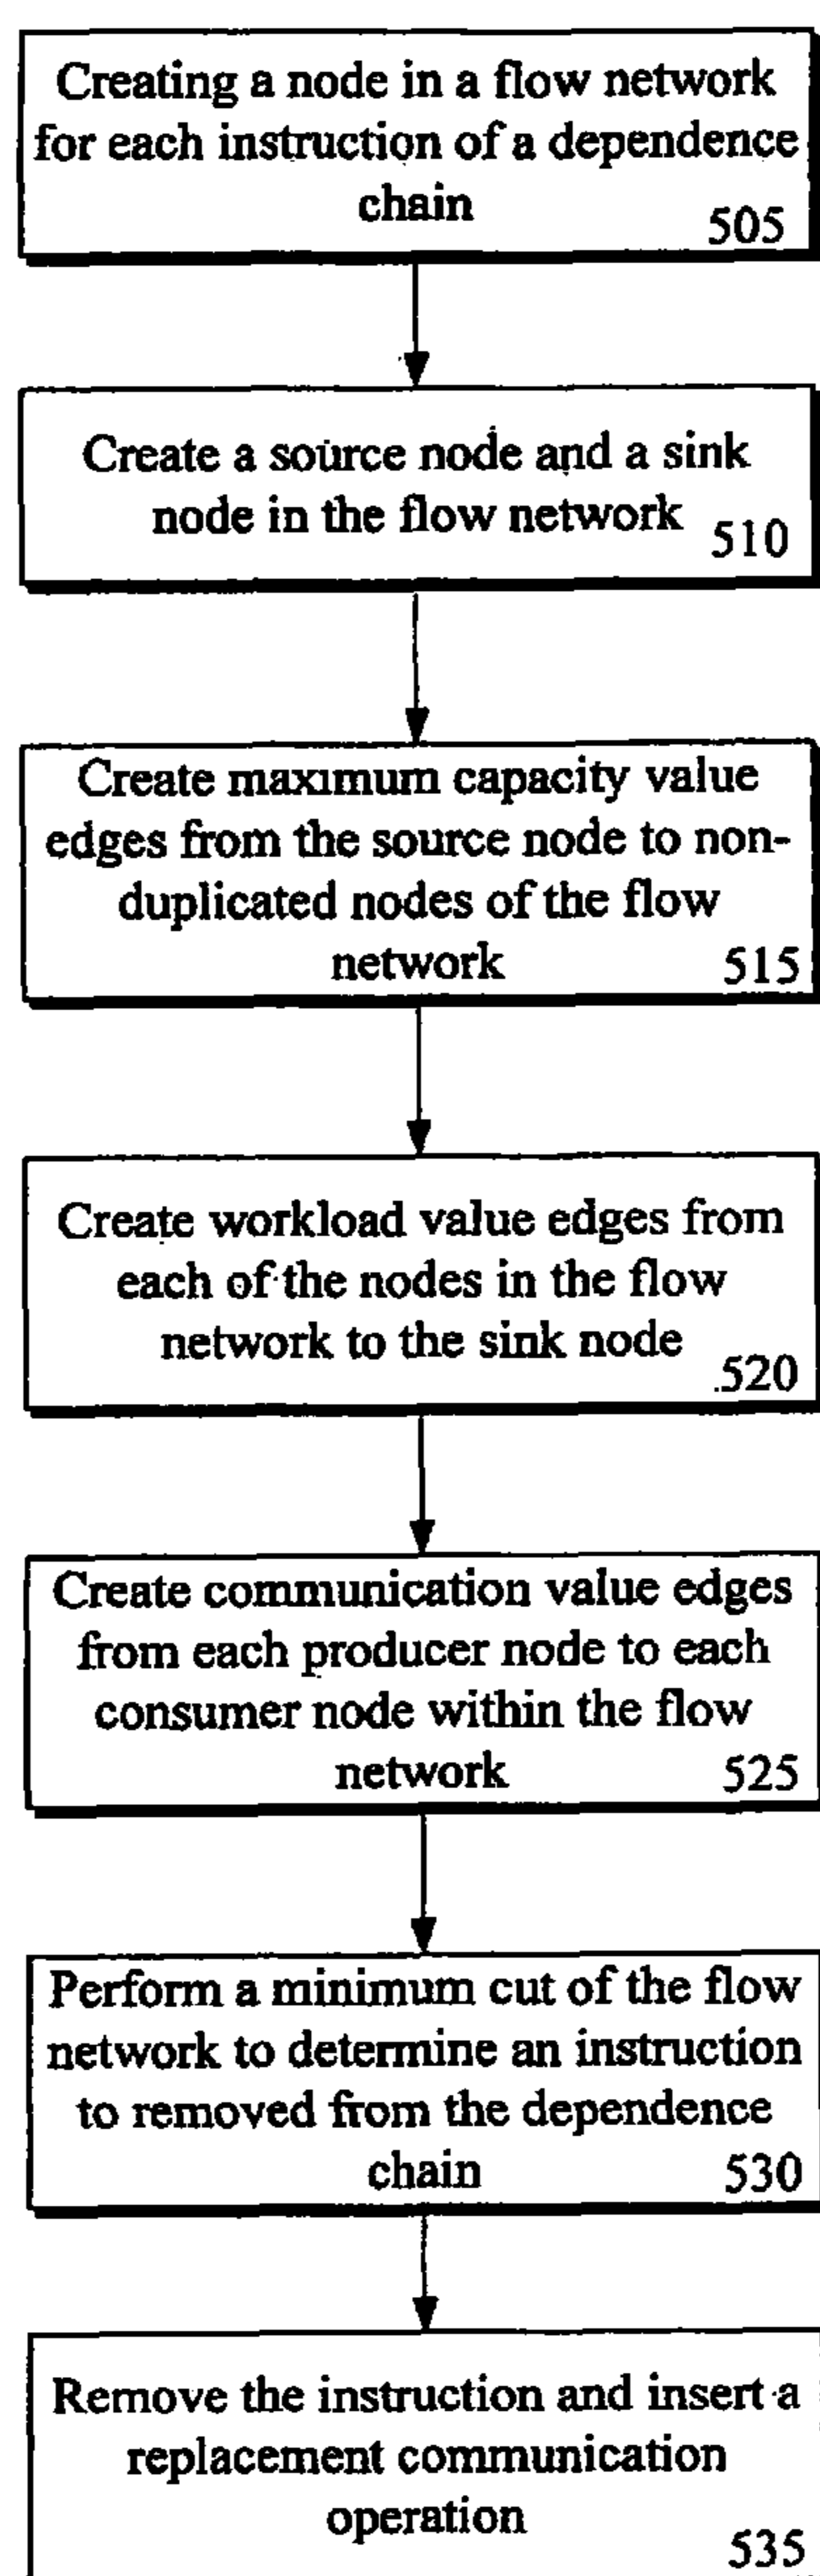 Creating a node in a flow network
for each instruction of a dependence
chain
505
Create a source node and a sink
node in the flow network
510
Create maximum capacity value
edges from the source node to non-
duplicated nodes of the flow
network
515
Create workload value edges from
each of the nodes in the flow
network to the sink node
520
Create communication value edges
from each producer node to each
consumer node within the flow
network
525
Perform a minimum cut of the flow
network to determine an instruction
to removed from the dependence
chain
530
Remove the instruction and insert a
replacement communication
operation
535